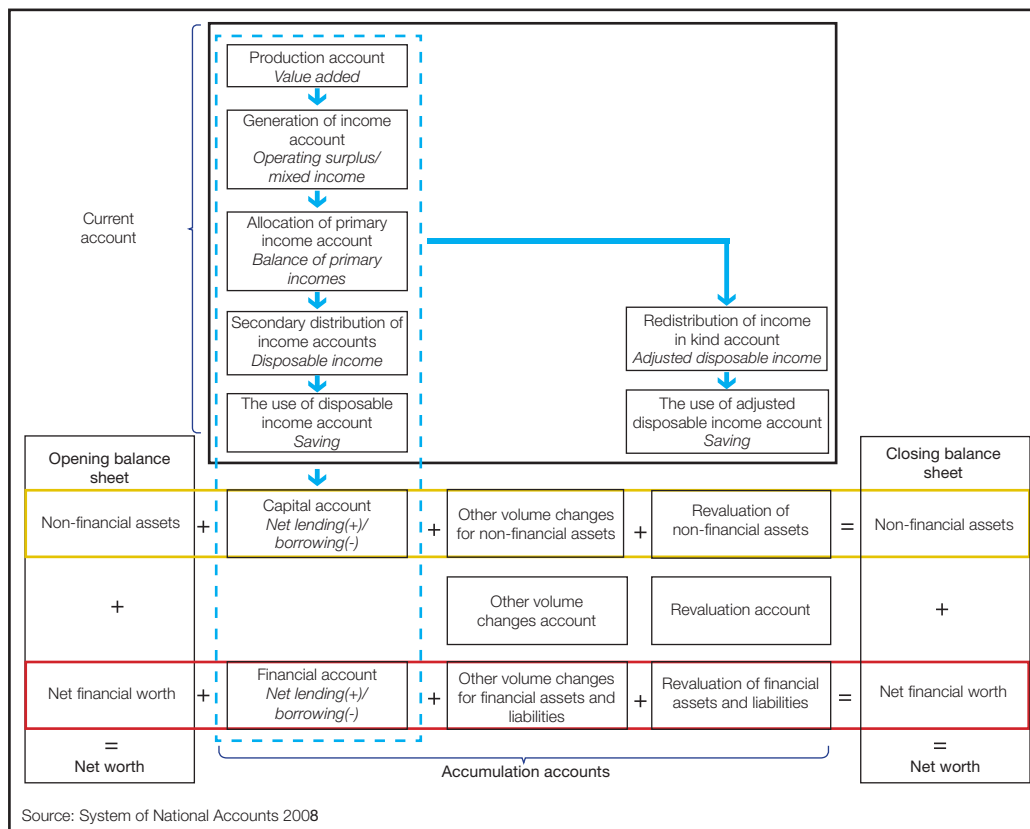 Production account
Value added
Generation of income
account
Operating surplus/
mixed income
Current
account
Allocation of primary
income account
Balance of primary
incomes
Secondary distribution of
income accounts
Disposable income
Redistribution of income
in kind account
Adjusted disposable income
The use of disposable
income account
Saving
The use of adjusted
disposable income account
Saving
Opening balance
sheet
Closing balance
sheet
Non-financial assets
+
Capital account
Net lending(+)/
borrowing(-)
+
Other volume changes
for non-financial assets
+
Revaluation of
non-financial assets
=
Non-financial assets
+
Other volume
changes account
Revaluation account
+
Net financial worth
+
Financial account
Net lending(+)/
borrowing(-)
+
Other volume changes
for financial assets and
liabilities
+
Revaluation of financial
assets and liabilities
=
Net financial worth
=
Net worth
Accumulation accounts
=
Net worth
Source: System of National Accounts 2008